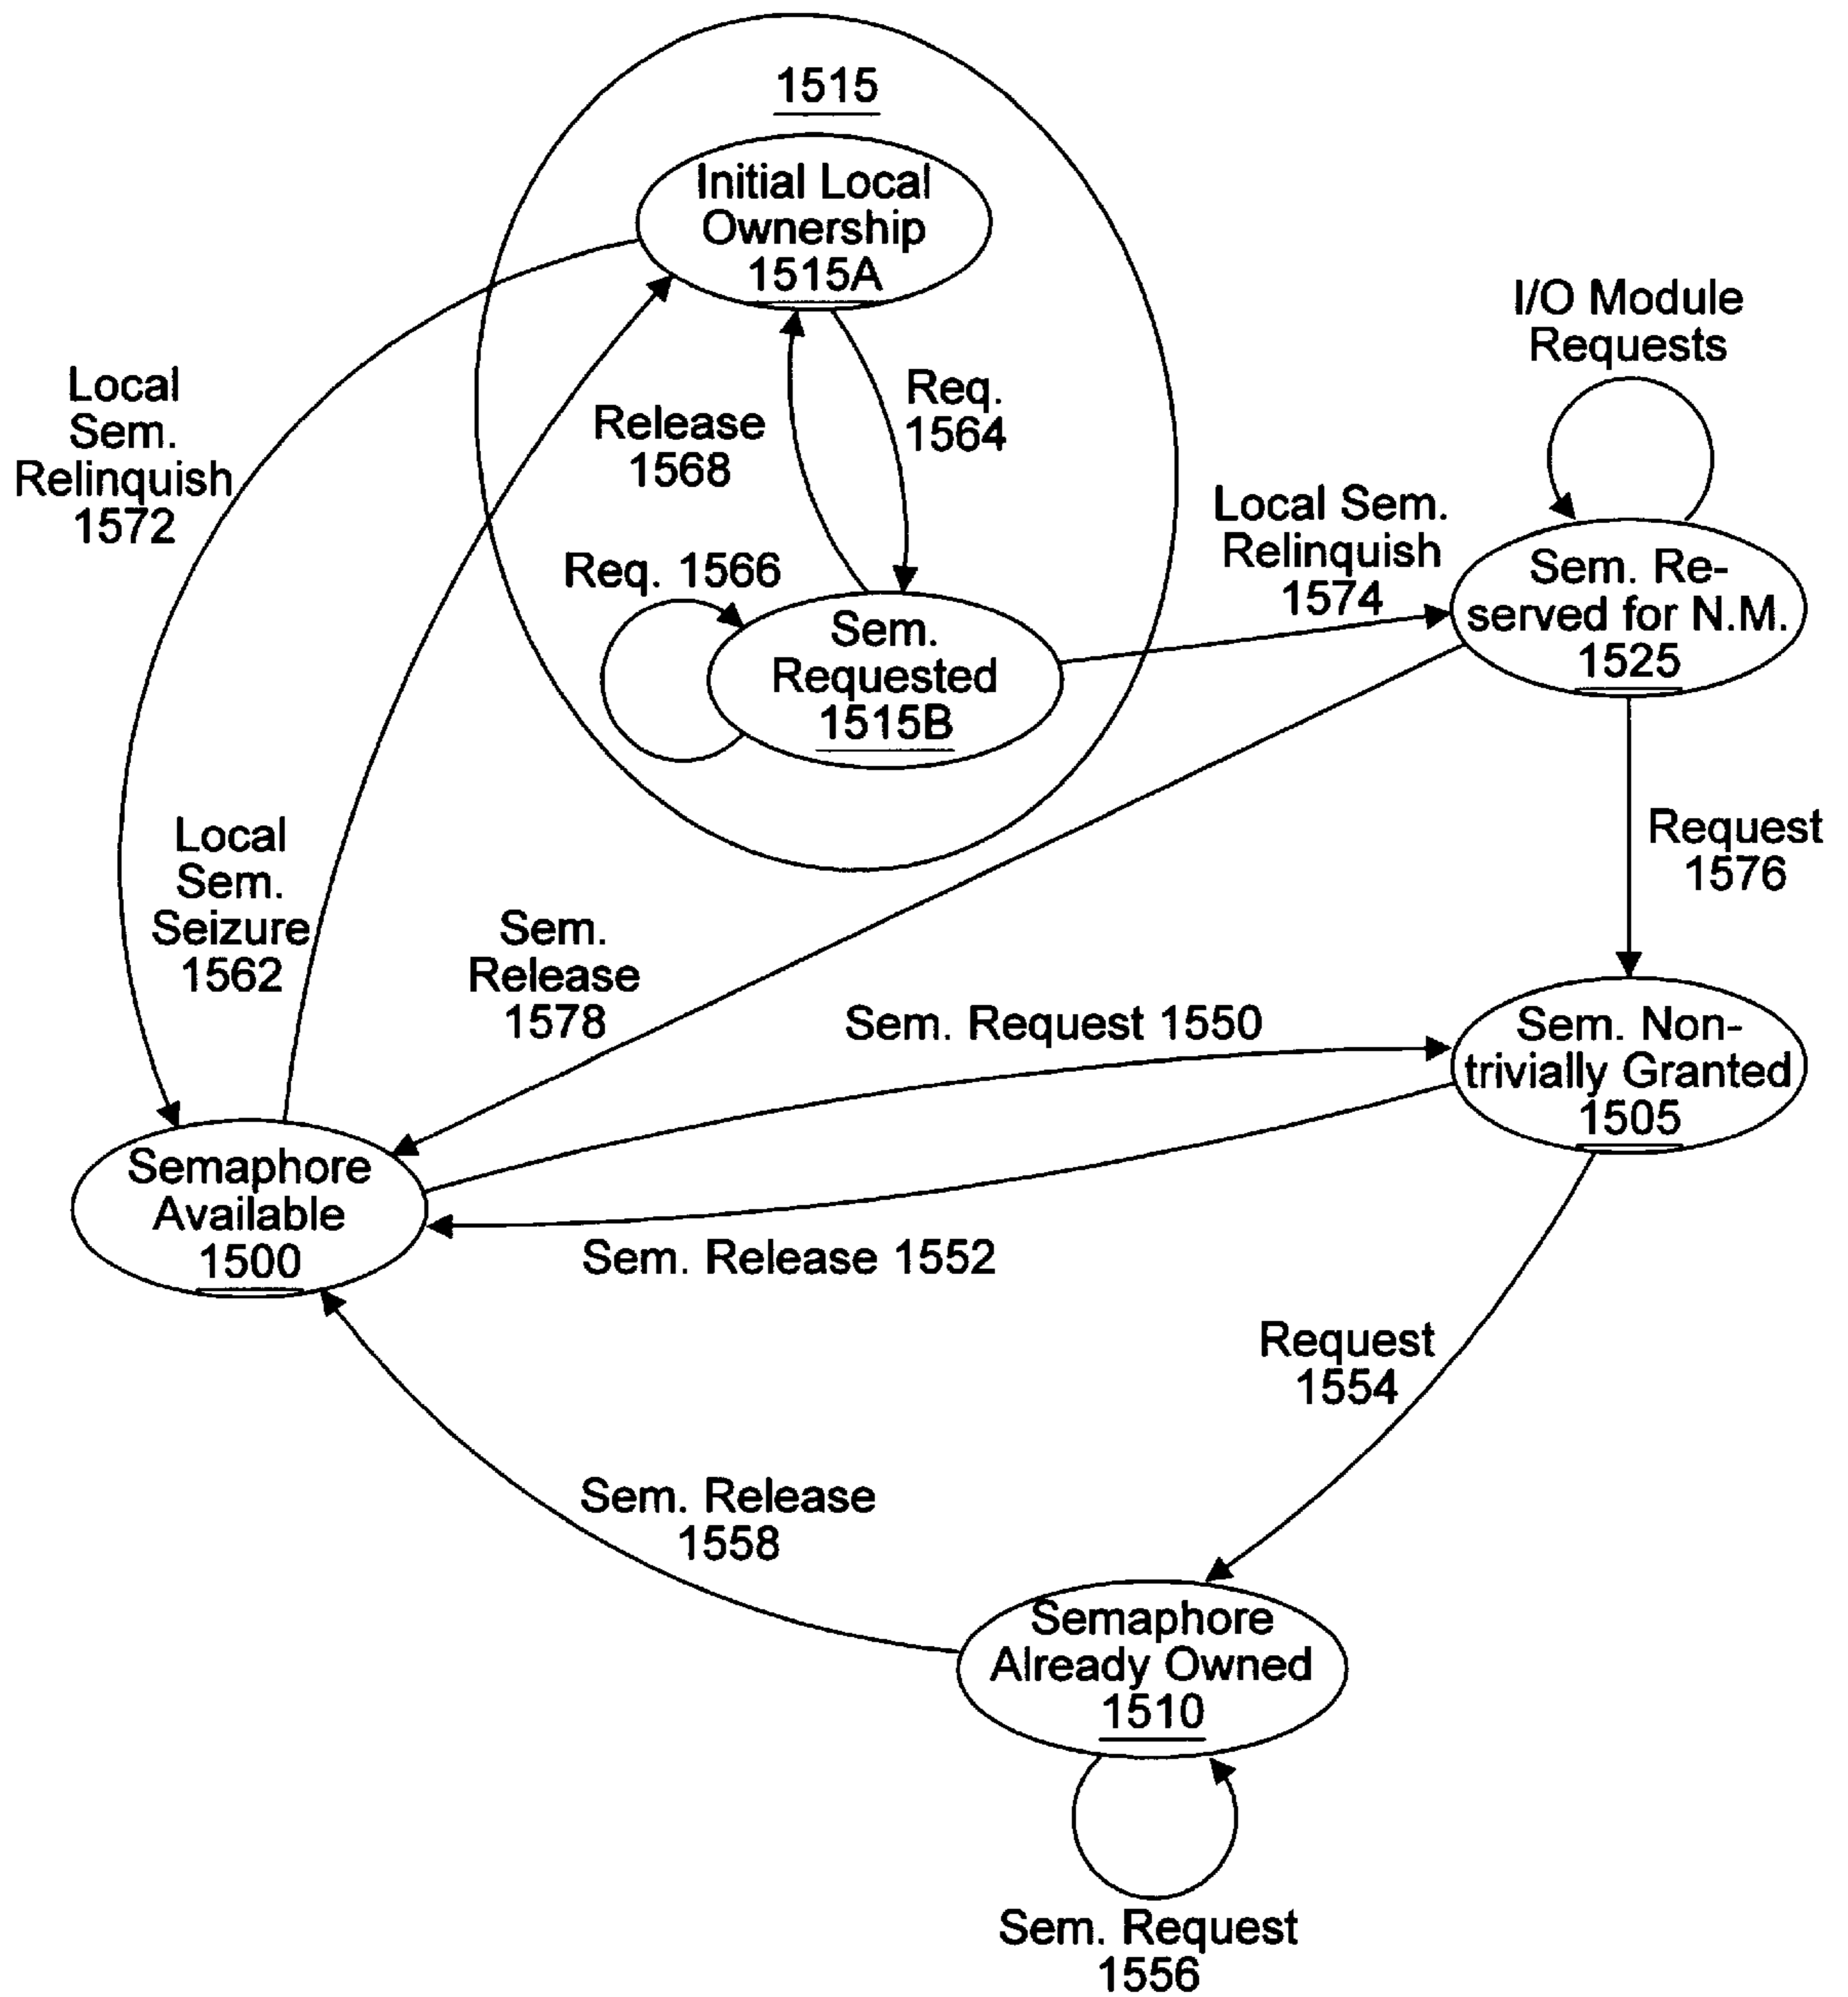 1515
Initial Local
Ownership
1515A
I/O Module
Requests
Local
Sem.
Relinquish
1572
Release
1568
Req.
1564
Local Sem.
Relinquish
1574
Req. 1566
Sem.
Requested
1515B
Sem. Re-
served for N.M.
1525
Local
Sem.
Seizure
1562
Request
1576
Sem.
Release
1578
Sem. Request 1550
Sem. Non-
trivially Granted
1505
Semaphore
Available
1500
Sem. Release 1552
Request
1554
Sem. Release
1558
Semaphore
Already Owned
1510
Sem. Request
1556